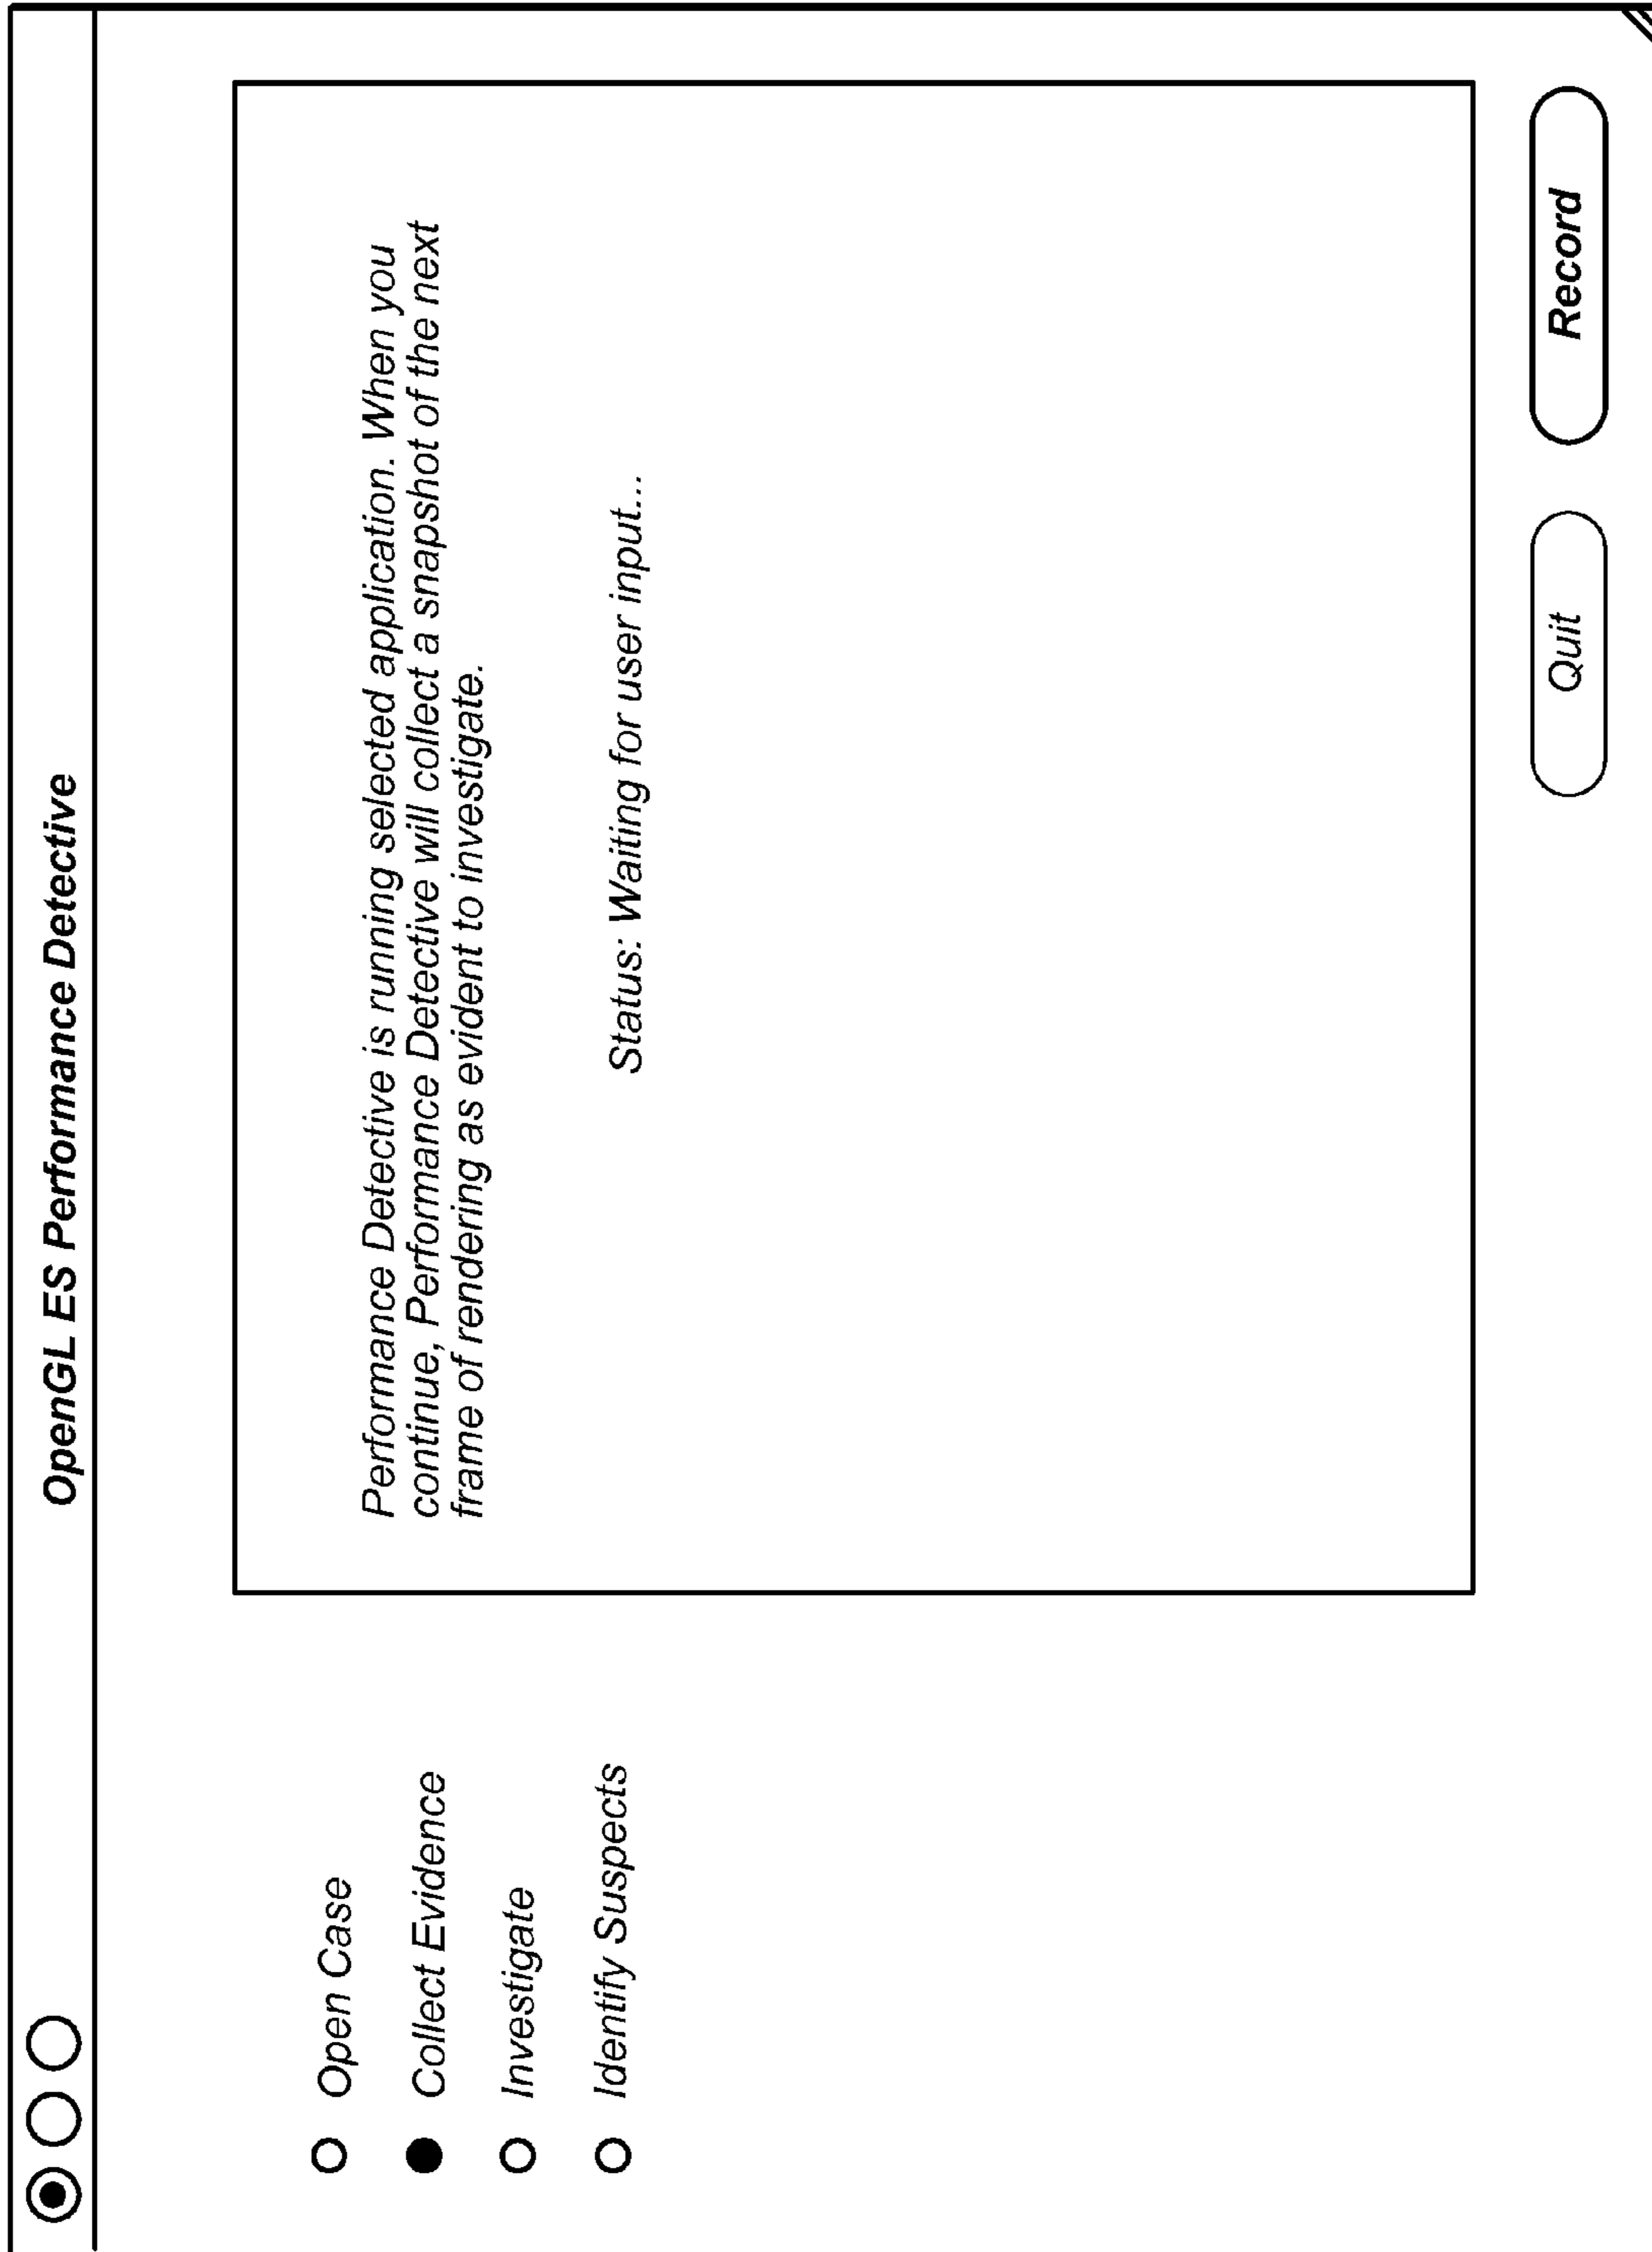 OpenGL ES Performance Detective
Open Case
Collect Evidence
Investigate
Identify Suspects
Performance Detective is running selected application. When you
continue, Performance Detective will collect a snapshot of the next
frame of rendering as evident to investigate.
Status: Waiting for user input...
Quit
Record